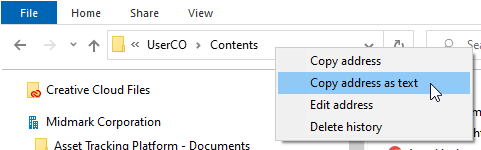 File
Home
Share
View
UserCO
Contents
Copy address
Copy address as text
Edit address
Delete history
Creative Cloud Files
Midmark Corporation
Asset Tracking Platform - Documents